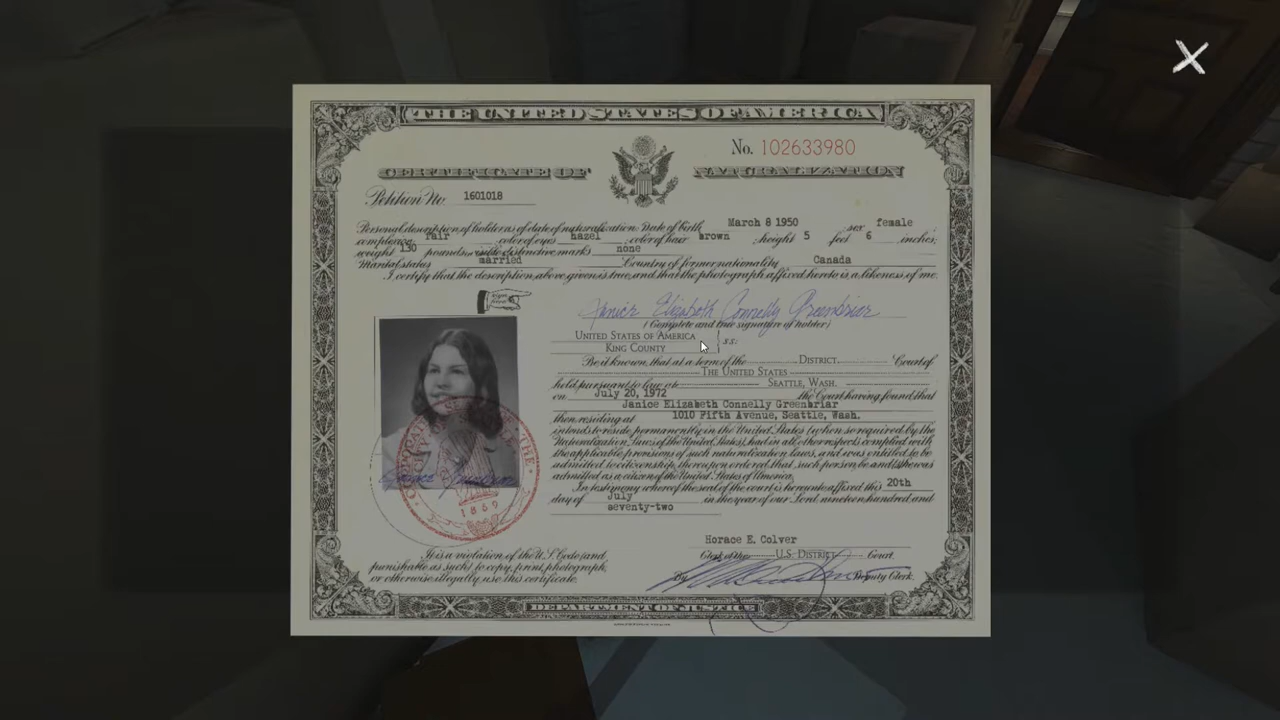 THE UNITED STATES OF AMERICA
No. 102633980
CERTIFICATE OF NATURALIZATION
Petition No. 1601018
Personal description of holder as of date of naturalization: Date of birth March 8 1950 sex female
complexion fair color of eyes hazel color of hair brown height 5 feet 6 inches;
weight 130 pounds; visible distinctive marks none
Marital status married Country of former nationality Canada
I certify that the description above given is true, and that the photograph affixed hereto is a likeness of me.
Janice Elizabeth Connelly Greenbriar
(Complete and true signature of holder)
UNITED STATES OF AMERICA
KING COUNTY
ss:
Be it known, that at a term of the DISTRICT. Court of
THE UNITED STATES
held pursuant to law at SEATTLE, WASH.
on July 20, 1972 the Court having found that
Janice Elizabeth Connelly Greenbriar
then residing at 1010 Fifth Avenue, Seattle, Wash.
intends to reside permanently in the United States (when so required by the
Naturalization Laws of the United States), had in all other respects complied with
the applicable provisions of such naturalization laws, and was entitled to be
admitted to citizenship, thereupon ordered that such person be and (s)he was
admitted as a citizen of the United States of America.
In testimony whereof the seal of the court is hereunto affixed this 20th
day of July in the year of our Lord nineteen hundred and
seventy-two
1869
Horace E. Colver
Clerk of the U.S. DISTRICT Court
By Deputy Clerk.
It is a violation of the U.S. Code (and
punishable as such) to copy, print, photograph,
or otherwise illegally use this certificate.
DEPARTMENT OF JUSTICE